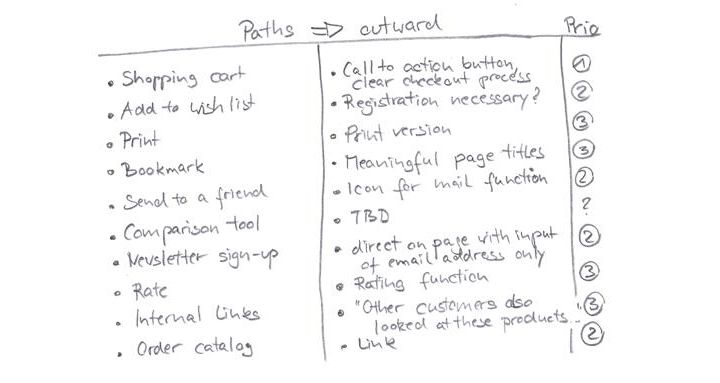 Paths => outward Prio
• Shopping cart • Call to action button, clear checkout process 1
• Add to wish list • Registration necessary? 2
• Print • Print version 3
• Bookmark • Meaningful page titles 3
• Send to a friend • Icon for mail function 2
• Comparison tool • TBD ?
• Newsletter sign-up • direct on page with input of email address only 2
• Rate • Rating function 3
• Internal Links • "Other customers also looked at these products..." 3
• Order catalog • Link 2